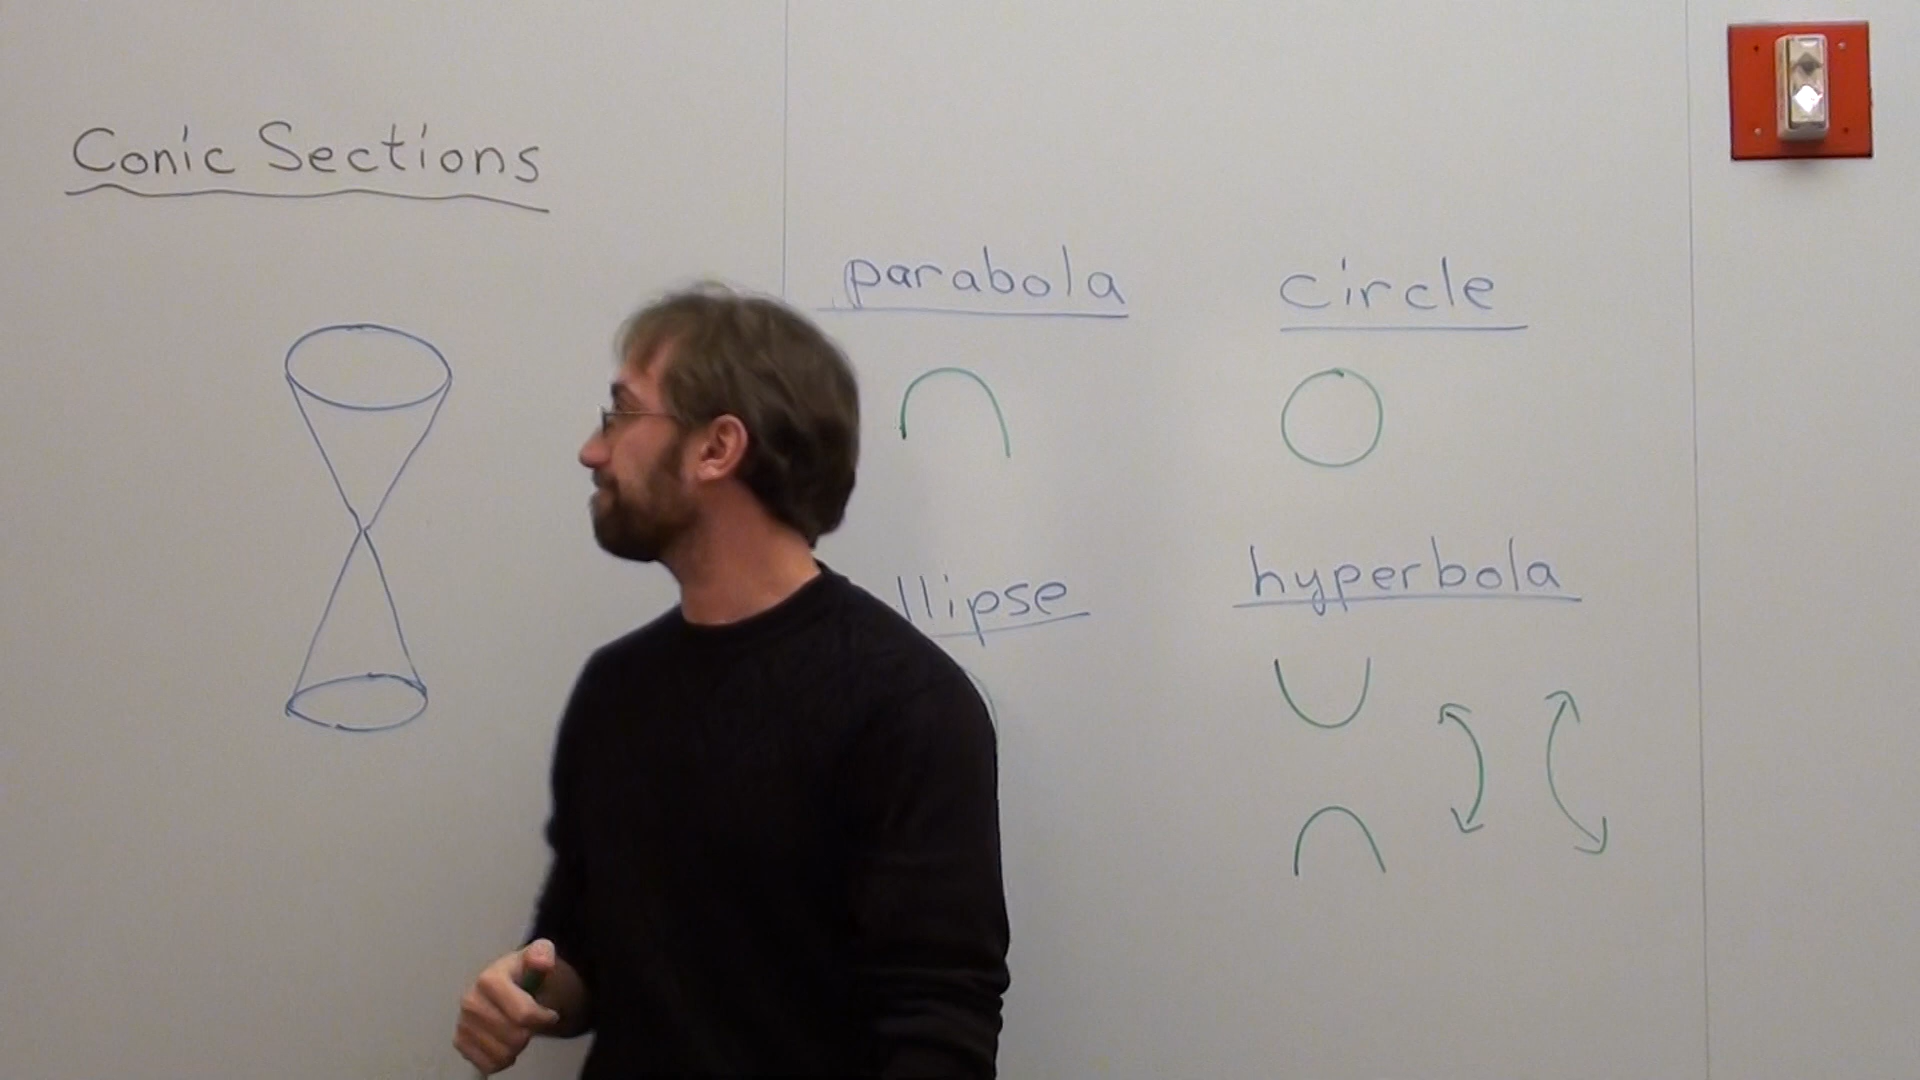 Conic Sections
parabola
circle
llipse
hyperbola